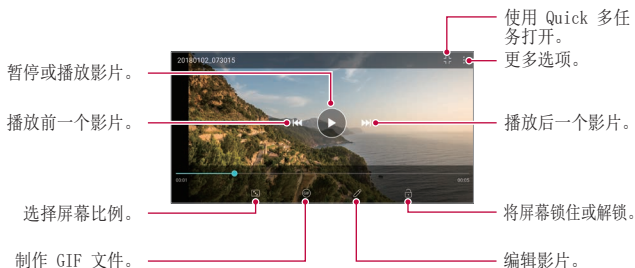 使用 Quick 多任
务打开。
更多选项。
20180102_073015
暂停或播放影片。
播放前一个影片。
播放后一个影片。
00:01
00:05
GIF
选择屏幕比例。
将屏幕锁住或解锁。
制作 GIF 文件。
编辑影片。